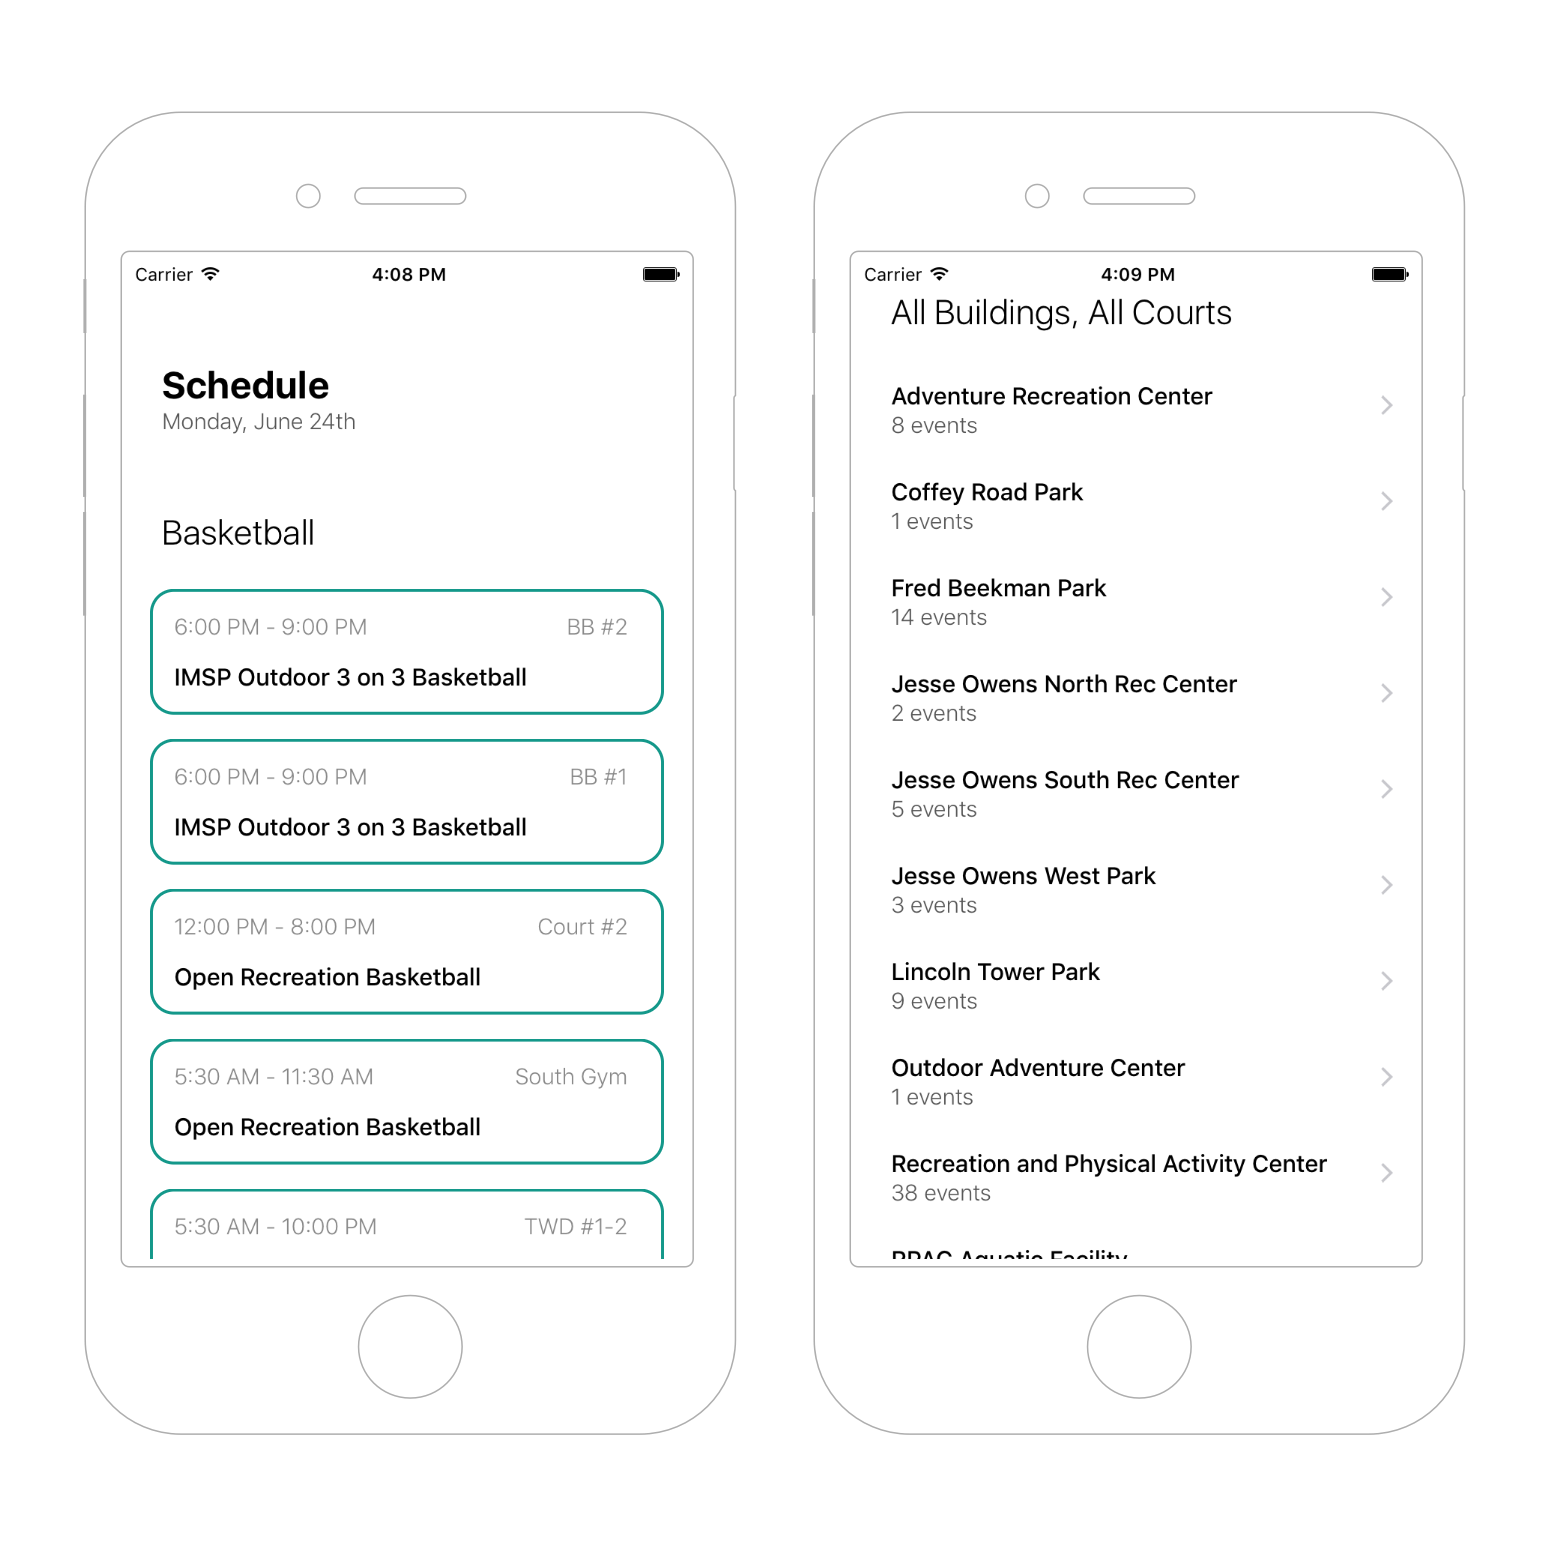 Carrier 4:08 PM
Schedule
Monday, June 24th
Basketball
6:00 PM - 9:00 PM BB #2
IMSP Outdoor 3 on 3 Basketball
6:00 PM - 9:00 PM BB #1
IMSP Outdoor 3 on 3 Basketball
12:00 PM - 8:00 PM Court #2
Open Recreation Basketball
5:30 AM - 11:30 AM South Gym
Open Recreation Basketball
5:30 AM - 10:00 PM TWD #1-2
Carrier 4:09 PM
All Buildings, All Courts
Adventure Recreation Center
8 events
Coffey Road Park
1 events
Fred Beekman Park
14 events
Jesse Owens North Rec Center
2 events
Jesse Owens South Rec Center
5 events
Jesse Owens West Park
3 events
Lincoln Tower Park
9 events
Outdoor Adventure Center
1 events
Recreation and Physical Activity Center
38 events
RPAC Aquatic Facility